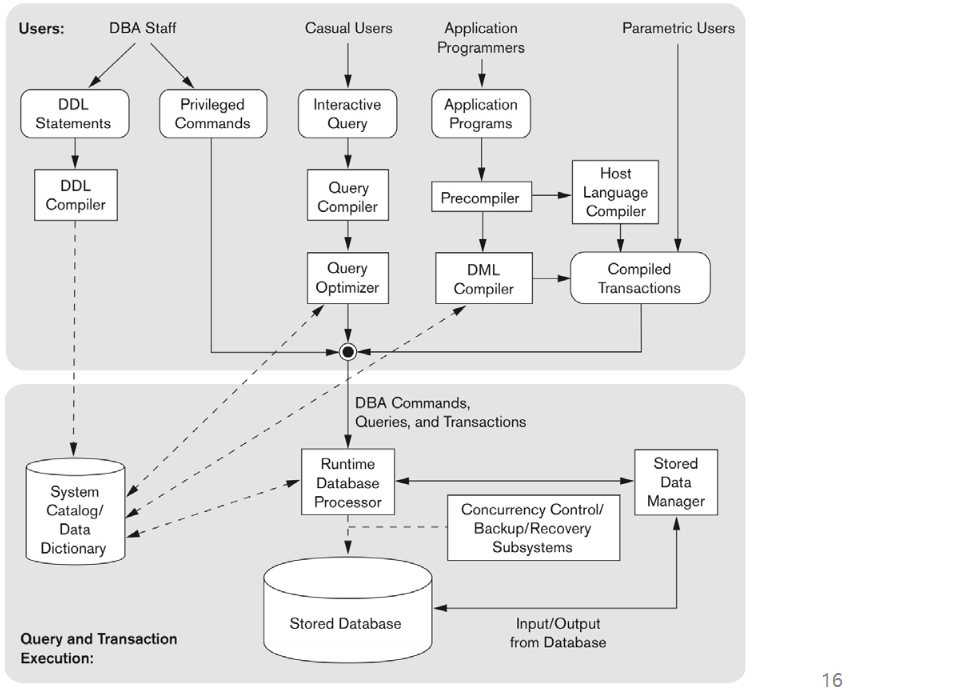 Users:
DBA Staff
Casual Users
Application
Programmers
Parametric Users
DDL
Statements
Privileged
Commands
Interactive
Query
Application
Programs
DDL
Compiler
Query
Compiler
Precompiler
Host
Language
Compiler
Query
Optimizer
DML
Compiler
Compiled
Transactions
DBA Commands,
Queries, and Transactions
System
Catalog/
Data
Dictionary
Runtime
Database
Processor
Stored
Data
Manager
Concurrency Control/
Backup/Recovery
Subsystems
Stored Database
Input/Output
from Database
Query and Transaction
Execution:
16